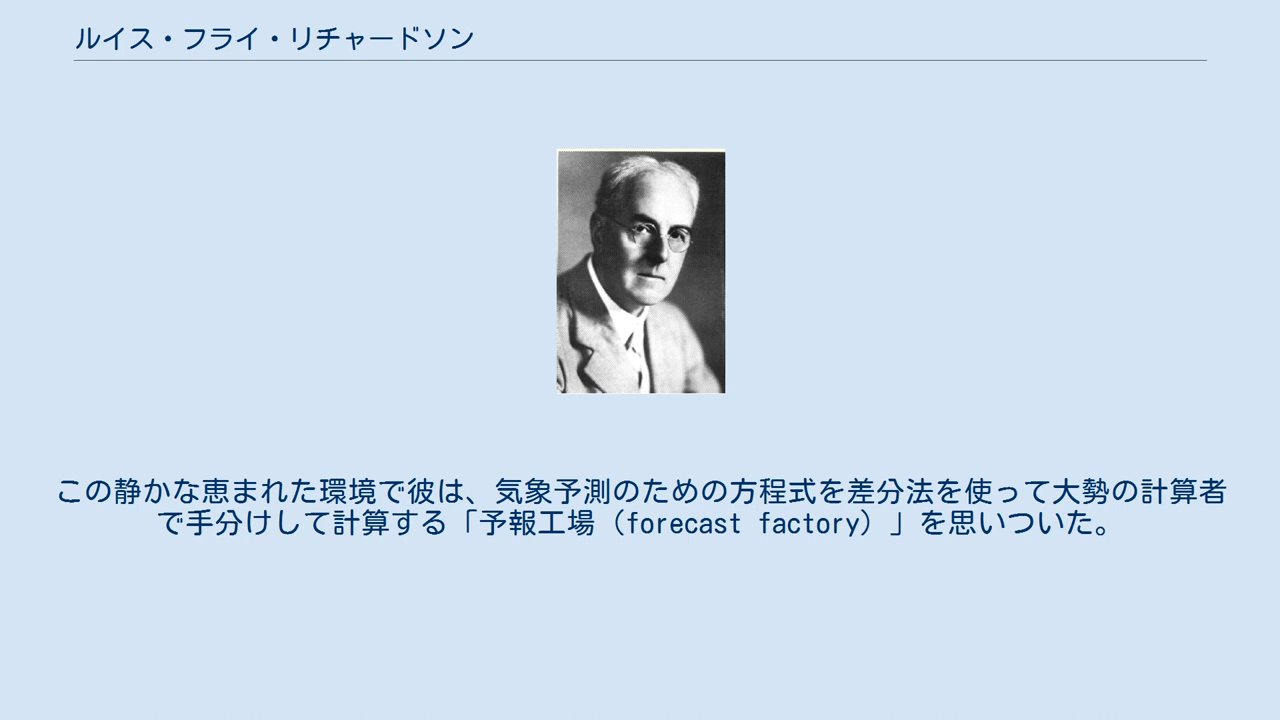 ルイス・フライ・リチャードソン
この静かな恵まれた環境で彼は、気象予測のための方程式を差分法を使って大勢の計算者
で手分けして計算する「予報工場（forecast factory）」を思いついた。